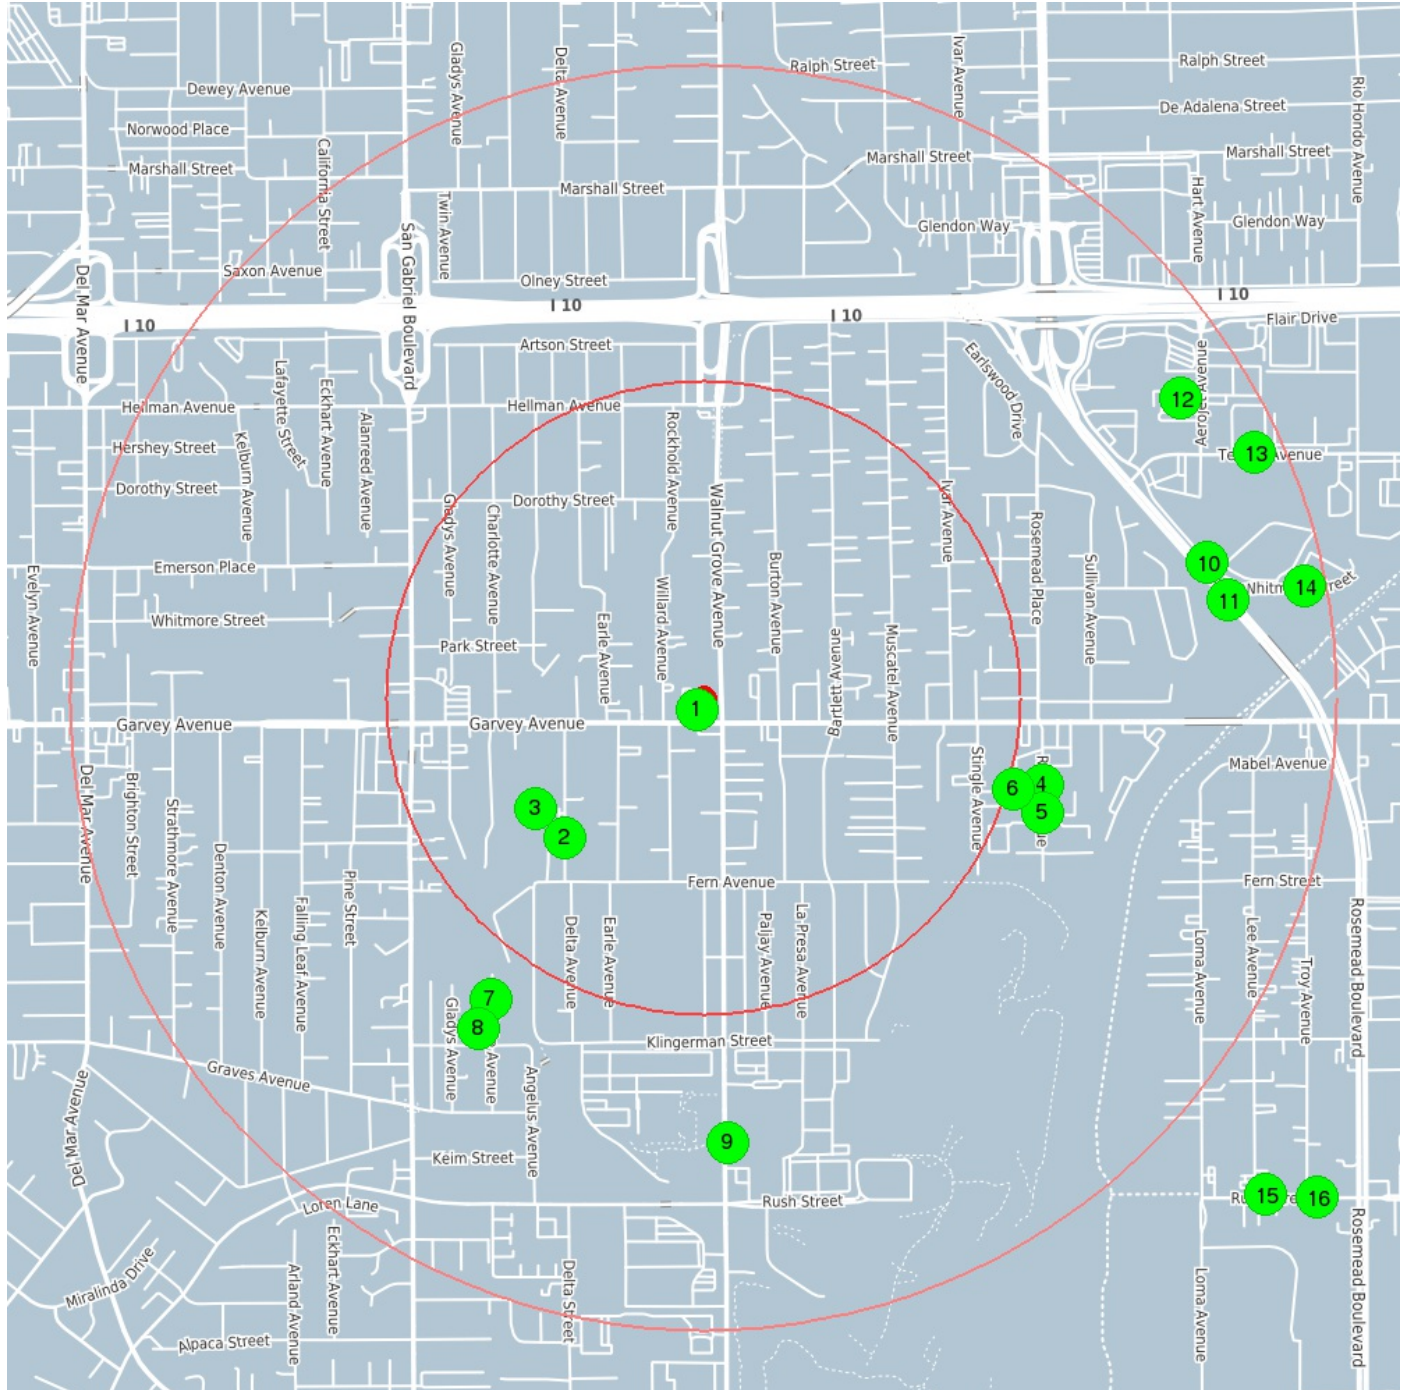 Gladys Avenue
Delta Avenue
Ralph Street
Ivar Avenue
Ralph Street
Dewey Avenue
Rio Hondo Avenue
De Adalena Street
Norwood Place
California Street
Marshall Street
Marshall Street
Marshall Street
Marshall Street
Twin Avenue
Hart Avenue
Glendon Way
Glendon Way
San Gabriel Boulevard
Saxon Avenue
Olney Street
Del Mar Avenue
I 10
I 10
I 10
I 10
Flair Drive
Artson Street
Earlswood Drive
Lafayette Street
Eckhart Avenue
12
Hellman Avenue
Hellman Avenue
Rockhold Avenue
Alanreed Avenue
Kelburn Avenue
Hershey Street
13
Dorothy Street
Dorothy Street
Gladys Avenue
Charlotte Avenue
Walnut Grove Avenue
Ivar Avenue
Rosemead Place
Sullivan Avenue
Emerson Place
10
Evelyn Avenue
Willard Avenue
Burton Avenue
14
11
Whitmore Street
Earle Avenue
Bartlett Avenue
Muscatel Avenue
Park Street
1
Garvey Avenue
Garvey Avenue
Mabel Avenue
Del Mar Avenue
Brighton Street
Strathmore Avenue
Stingle Avenue
6
4
5
3
2
Denton Avenue
Pine Street
Fern Avenue
Fern Street
Kelburn Avenue
Falling Leaf Avenue
Delta Avenue
Earle Avenue
Paljay Avenue
La Presa Avenue
Loma Avenue
Lee Avenue
Troy Avenue
Rosemead Boulevard
7
8
Gladys Avenue
Avenue
Klingerman Street
Graves Avenue
Angelus Avenue
Del Mar Avenue
9
Keim Street
Loren Lane
Rush Street
15
16
Eckhart Avenue
Miralinda Drive
Arland Avenue
Delta Street
Loma Avenue
Rosemead Boulevard
Alpaca Street